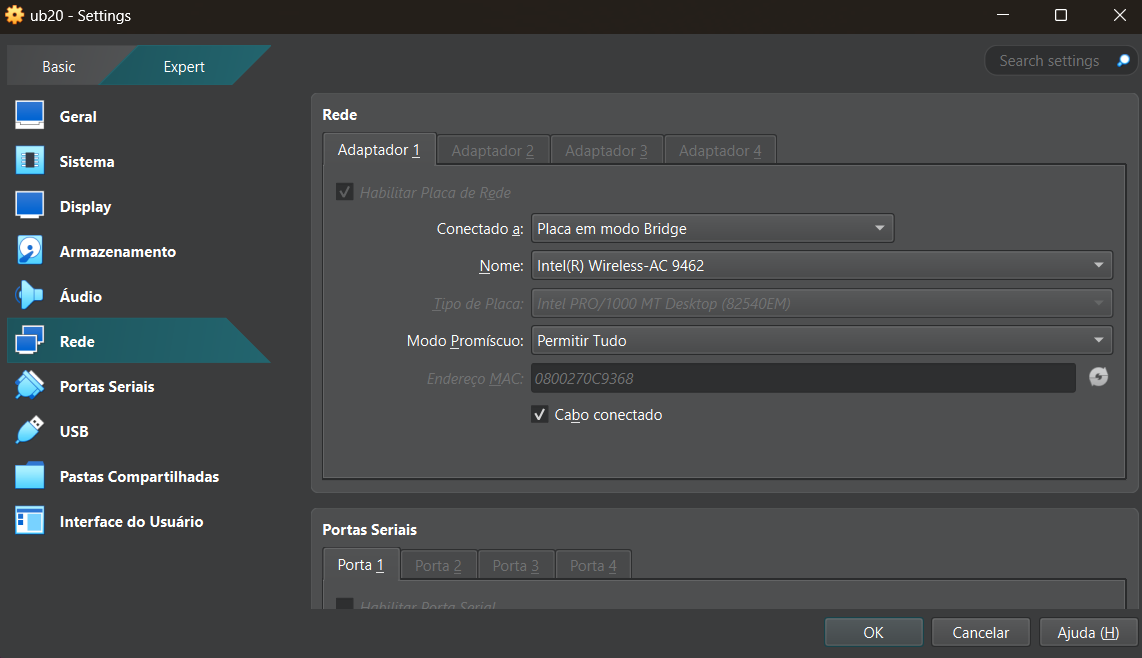 ub20 - Settings
Basic Expert
Search settings
Geral
Sistema
Display
Armazenamento
Áudio
Rede
Portas Seriais
USB
Pastas Compartilhadas
Interface do Usuário
Rede
Adaptador 1 Adaptador 2 Adaptador 3 Adaptador 4
Habilitar Placa de Rede
Conectado a: Placa em modo Bridge
Nome: Intel(R) Wireless-AC 9462
Tipo de Placa: Intel PRO/1000 MT Desktop (82540EM)
Modo Promíscuo: Permitir Tudo
Endereço MAC: 0800270C9368
Cabo conectado
Portas Seriais
Porta 1 Porta 2 Porta 3 Porta 4
Habilitar Porta Serial
OK Cancelar Ajuda (H)